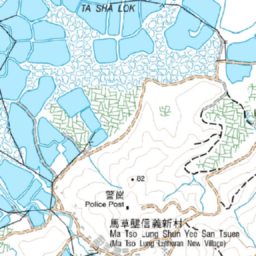 TA SHA LOK
82
警崗
Police Post
馬草壟信義新村
Ma Tso Lung Shun Yee San Tsuen
(Ma Tso Lung Lutheran New Village)